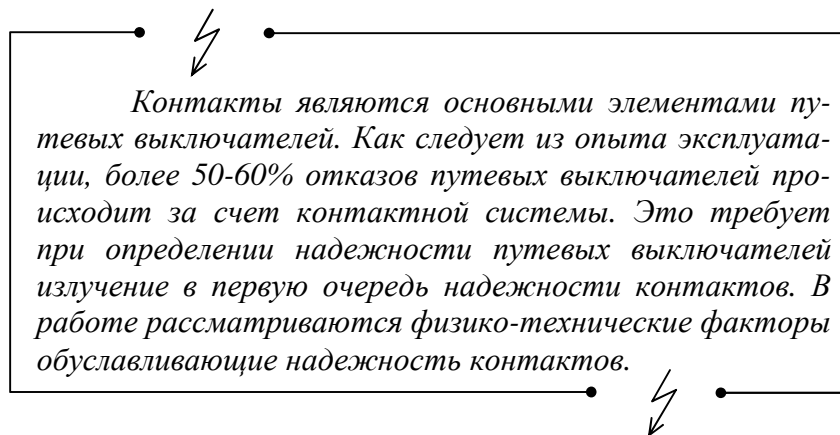 Контакты являются основными элементами пу-
тевых выключателей. Как следует из опыта эксплуата-
ции, более 50-60% отказов путевых выключателей про-
исходит за счет контактной системы. Это требует
при определении надежности путевых выключателей
излучение в первую очередь надежности контактов. В
работе рассматриваются физико-технические факторы
обуславливающие надежность контактов.